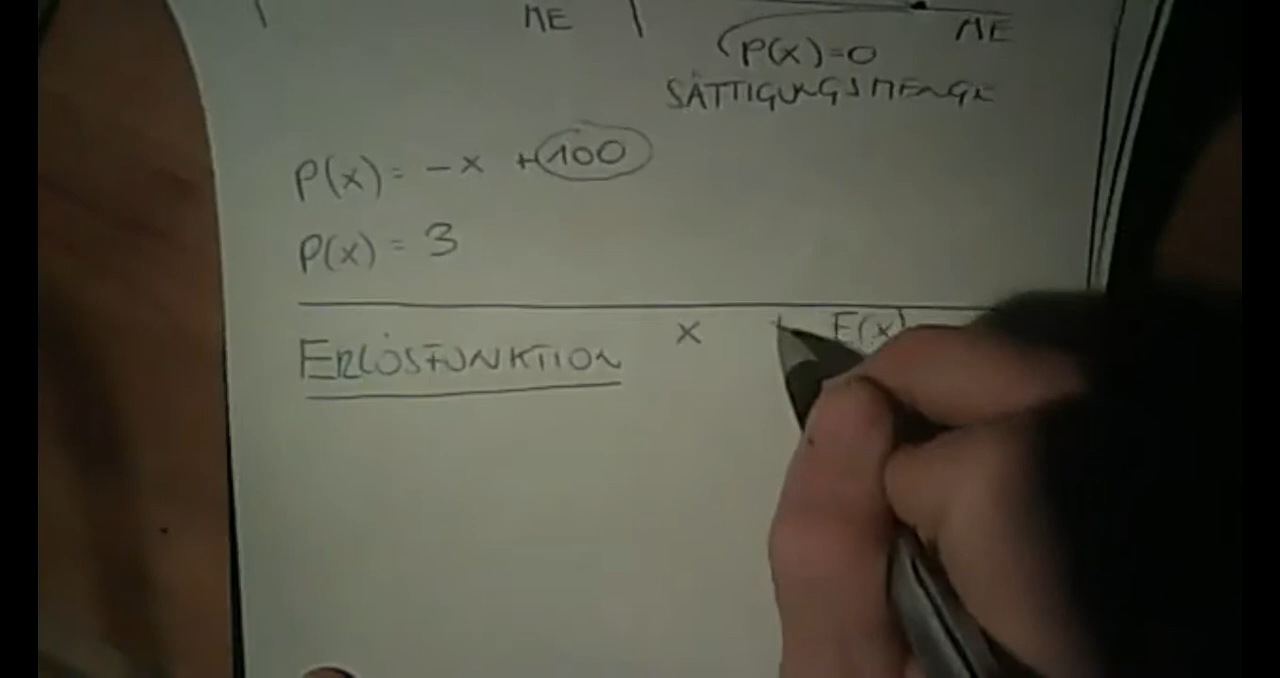 ME ME
P(x)=0
SÄTTIGUNGSMENGE
P(x) = -x +100
P(x) = 3
ERLÖSFUNKTION x E(x)